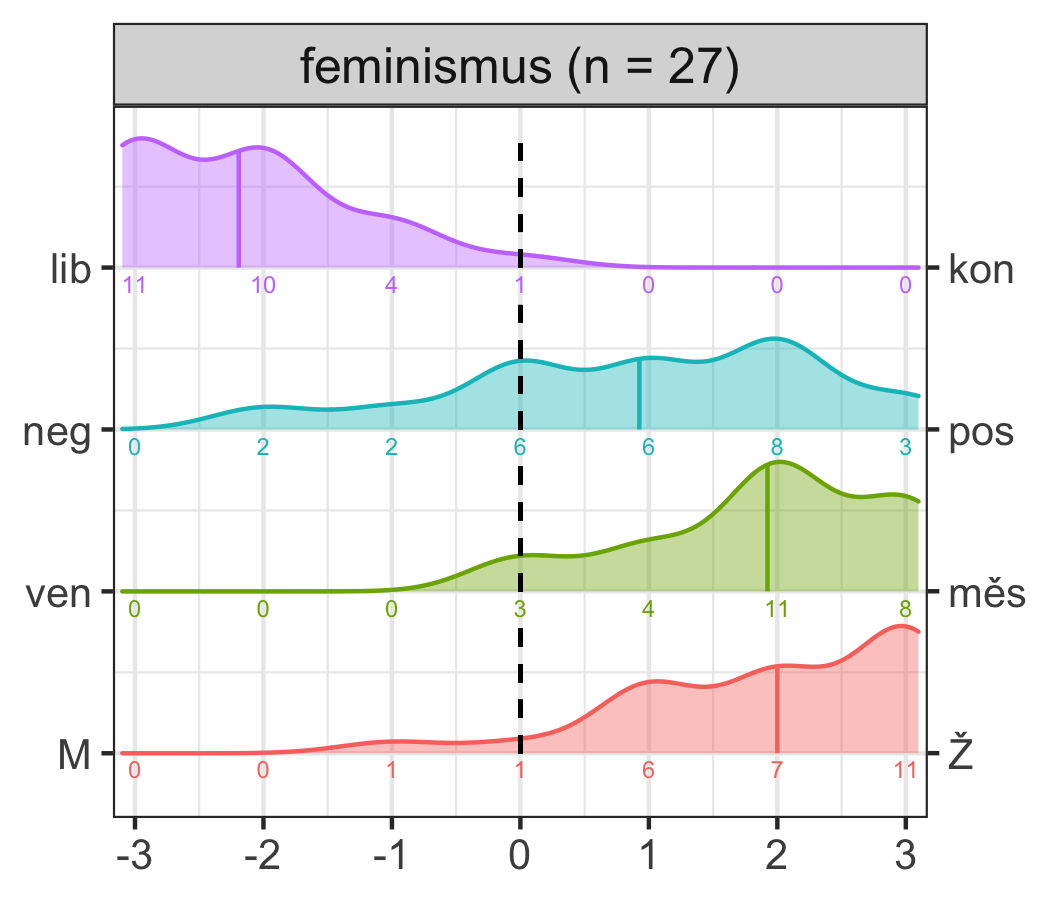 feminismus (n = 27)
lib kon
11 10 4 1 0 0 0
neg pos
0 2 2 6 6 8 3
ven měs
0 0 0 3 4 11 8
M Ž
0 0 1 1 6 7 11
-3 -2 -1 0 1 2 3